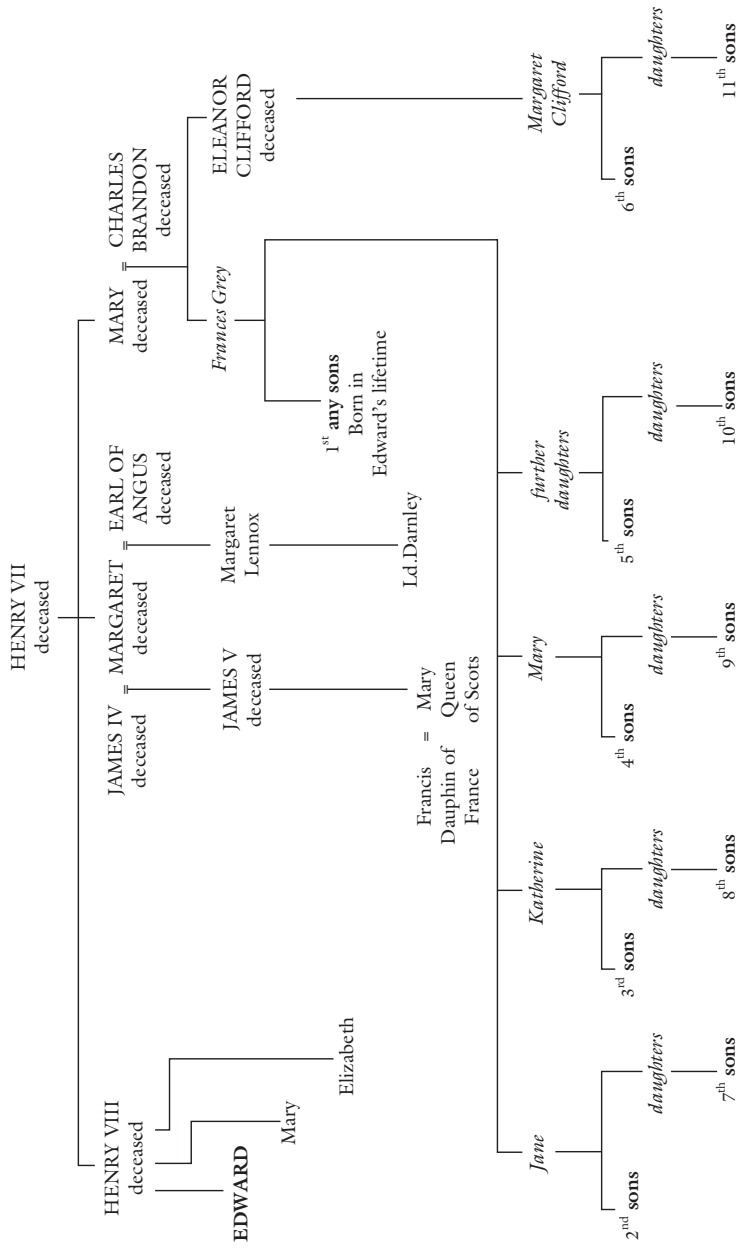 HENRY VII
deceased
HENRY VIII
deceased
JAMES IV = MARGARET = EARL OF
deceased deceased ANGUS
deceased
MARY = CHARLES
deceased BRANDON
deceased
EDWARD
Mary
Elizabeth
JAMES V
deceased
Margaret
Lennox
Frances Grey
ELEANOR
CLIFFORD
deceased
Francis = Mary
Dauphin of Queen
France of Scots
Ld.Darnley
1st any sons
Born in
Edward's lifetime
Jane
Katherine
Mary
further
daughters
Margaret
Clifford
2nd sons
daughters
3rd sons
daughters
4th sons
daughters
5th sons
daughters
6th sons
daughters
7th sons
8th sons
9th sons
10th sons
11th sons